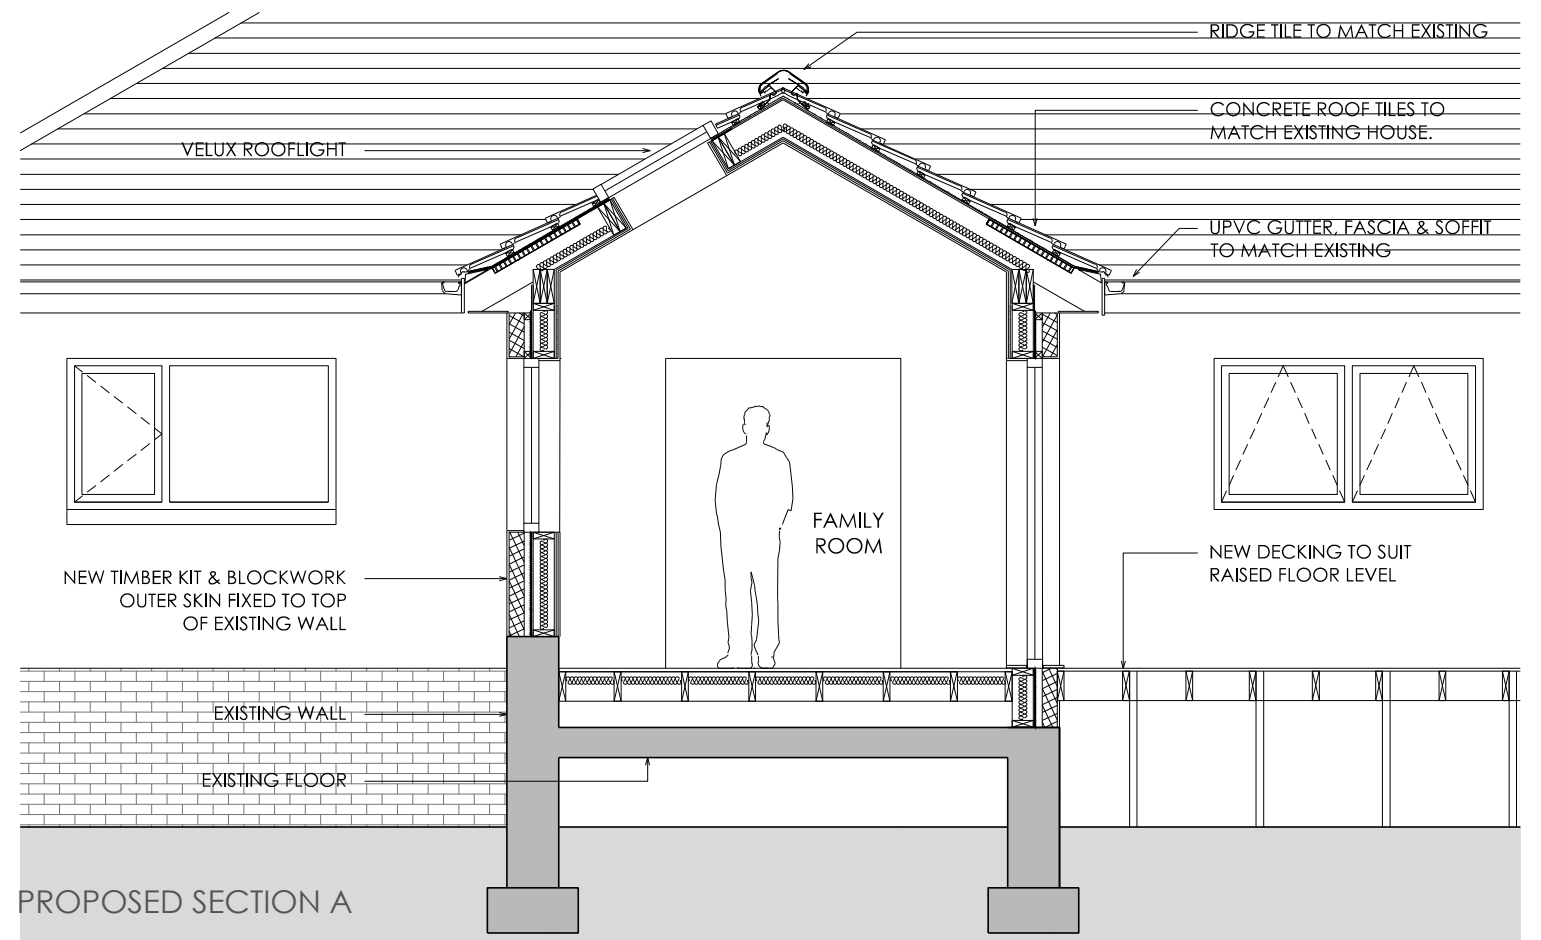 RIDGE TILE TO MATCH EXISTING
CONCRETE ROOF TILES TO
MATCH EXISTING HOUSE.
VELUX ROOFLIGHT
UPVC GUTTER, FASCIA & SOFFIT
TO MATCH EXISTING
FAMILY
ROOM
NEW DECKING TO SUIT
RAISED FLOOR LEVEL
NEW TIMBER KIT & BLOCKWORK
OUTER SKIN FIXED TO TOP
OF EXISTING WALL
EXISTING WALL
EXISTING FLOOR
PROPOSED SECTION A